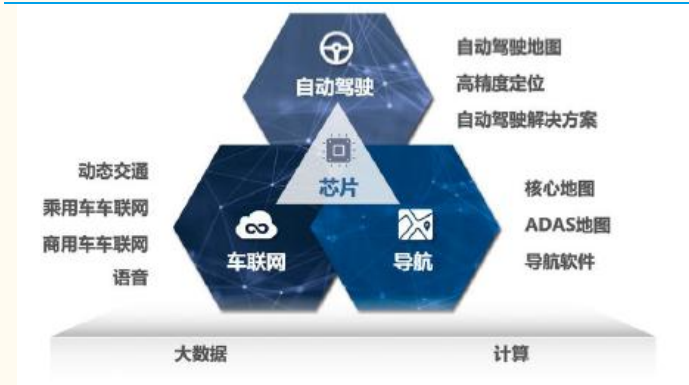 自动驾驶
自动驾驶地图
高精度定位
自动驾驶解决方案
芯片
动态交通
乘用车车联网
商用车车联网
语音
车联网
导航
核心地图
ADAS地图
导航软件
大数据
计算